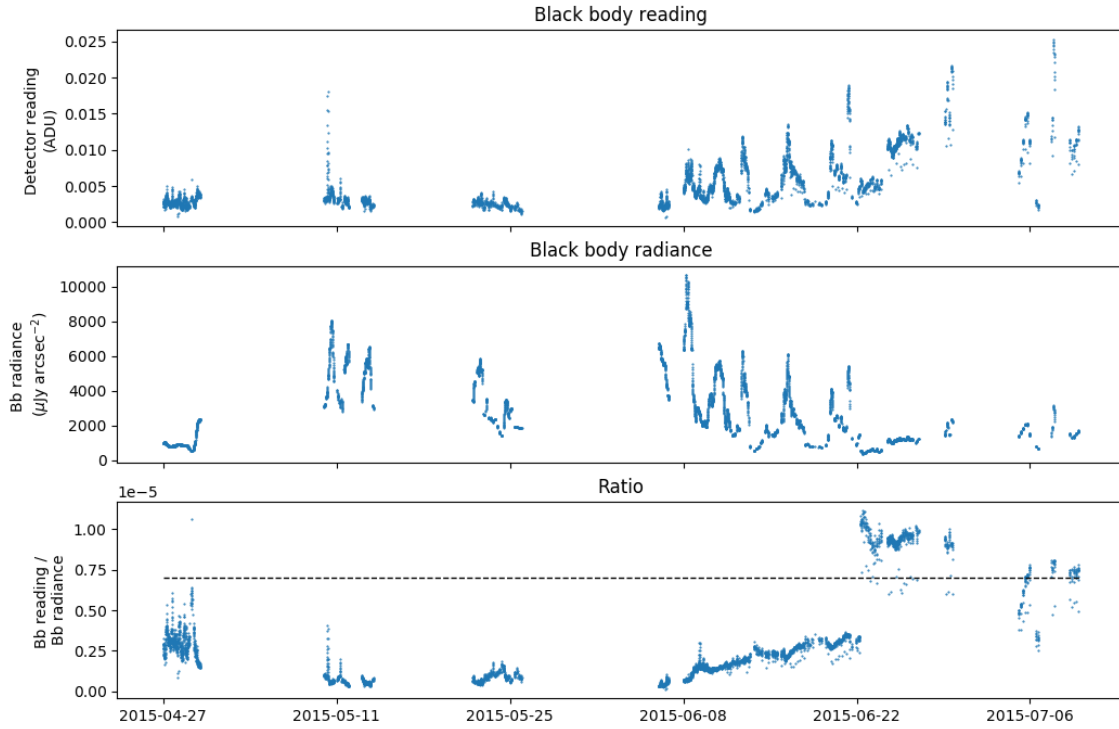 Black body reading
Detector reading
(ADU)
0.025
0.020
0.015
0.010
0.005
0.000
Black body radiance
Bb radiance
(μJy arcsec⁻²)
10000
8000
6000
4000
2000
0
Ratio
1e−5
Bb reading /
Bb radiance
1.00
0.75
0.50
0.25
0.00
2015-04-27 2015-05-11 2015-05-25 2015-06-08 2015-06-22 2015-07-06